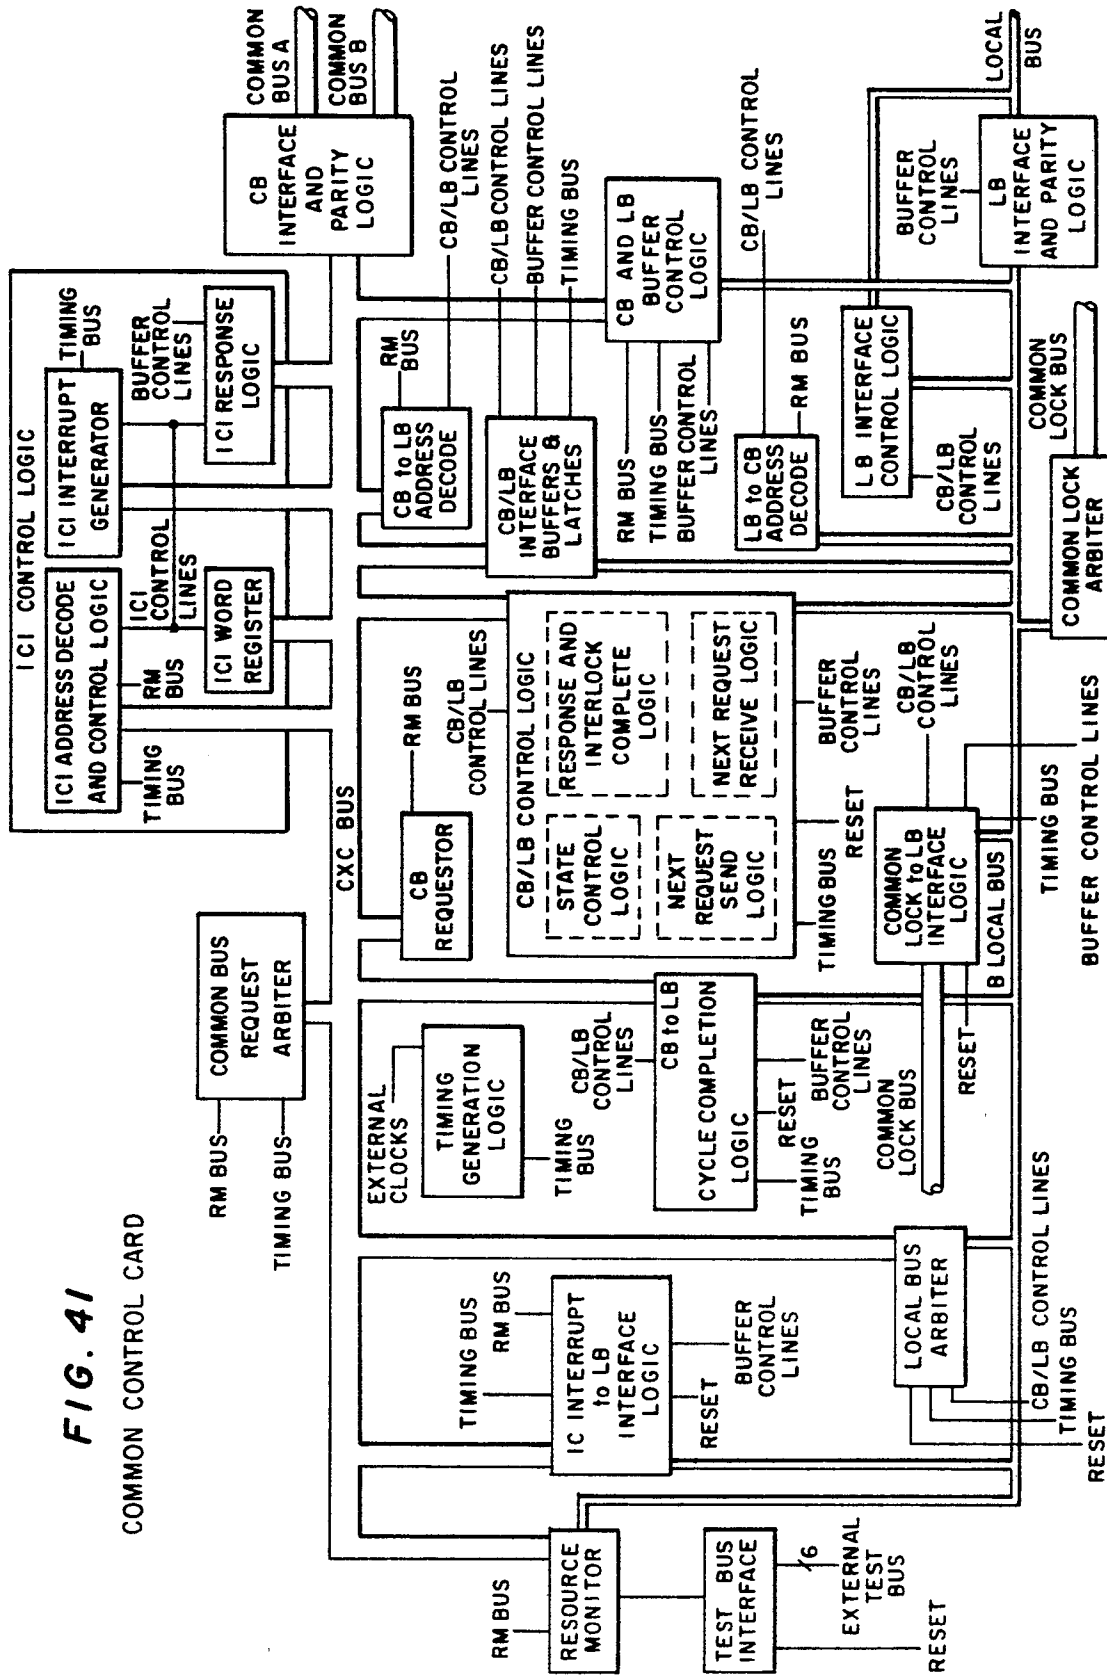 FIG. 41
COMMON CONTROL CARD
ICI CONTROL LOGIC
ICI ADDRESS DECODE
AND CONTROL LOGIC
TIMING
BUS
RM
BUS
ICI CONTROL
LINES
ICI WORD
REGISTER
ICI INTERRUPT
GENERATOR
TIMING
BUS
BUFFER
CONTROL
LINES
ICI RESPONSE
LOGIC
COMMON
BUS A
COMMON
BUS B
CB
INTERFACE
AND
PARITY
LOGIC
RM BUS
TIMING BUS
COMMON BUS
REQUEST
ARBITER
CXC BUS
RM BUS
RESOURCE
MONITOR
TEST BUS
INTERFACE
6
EXTERNAL
TEST
BUS
RESET
TIMING BUS
RM BUS
IC INTERRUPT
to LB
INTERFACE
LOGIC
RESET
BUFFER
CONTROL
LINES
LOCAL BUS
ARBITER
RESET
TIMING BUS
CB/LB CONTROL LINES
EXTERNAL
CLOCKS
TIMING
GENERATION
LOGIC
TIMING
BUS
CB/LB
CONTROL
LINES
CB to LB
CYCLE COMPLETION
LOGIC
TIMING
BUS
RESET
BUFFER
CONTROL
LINES
COMMON
LOCK BUS
CB
REQUESTOR
RM BUS
CB/LB
CONTROL LINES
CB/LB CONTROL LOGIC
STATE
CONTROL
LOGIC
RESPONSE AND
INTERLOCK
COMPLETE
LOGIC
NEXT
REQUEST
SEND
LOGIC
NEXT REQUEST
RECEIVE LOGIC
TIMING BUS
RESET
BUFFER
CONTROL
LINES
COMMON
LOCK to LB
INTERFACE
LOGIC
CB/LB
CONTROL
LINES
RESET
B LOCAL BUS
TIMING BUS
BUFFER CONTROL LINES
CB to LB
ADDRESS
DECODE
RM
BUS
CB/LB CONTROL
LINES
CB/LB
INTERFACE
BUFFERS &
LATCHES
CB/LB CONTROL LINES
BUFFER CONTROL LINES
TIMING BUS
CB AND LB
BUFFER
CONTROL
LOGIC
RM BUS
TIMING BUS
BUFFER CONTROL
LINES
LB to CB
ADDRESS
DECODE
CB/LB CONTROL
LINES
RM BUS
LB INTERFACE
CONTROL LOGIC
CB/LB
CONTROL
LINES
BUFFER
CONTROL
LINES
LB
INTERFACE
AND PARITY
LOGIC
LOCAL
BUS
COMMON
LOCK BUS
COMMON LOCK
ARBITER